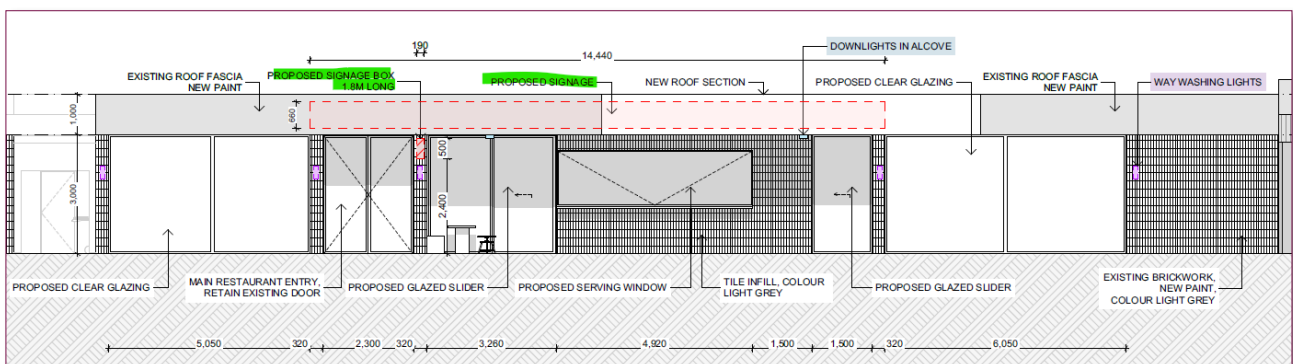 190
14,440
DOWNLIGHTS IN ALCOVE
EXISTING ROOF FASCIA
NEW PAINT
PROPOSED SIGNAGE BOX
1.8M LONG
PROPOSED SIGNAGE
NEW ROOF SECTION
PROPOSED CLEAR GLAZING
EXISTING ROOF FASCIA
NEW PAINT
WAY WASHING LIGHTS
1,000
660
500
3,000
2,400
PROPOSED CLEAR GLAZING
MAIN RESTAURANT ENTRY,
RETAIN EXISTING DOOR
PROPOSED GLAZED SLIDER
PROPOSED SERVING WINDOW
TILE INFILL, COLOUR
LIGHT GREY
PROPOSED GLAZED SLIDER
EXISTING BRICKWORK,
NEW PAINT,
COLOUR LIGHT GREY
5,050
320
2,300
320
3,260
4,920
1,500
1,500
320
6,050